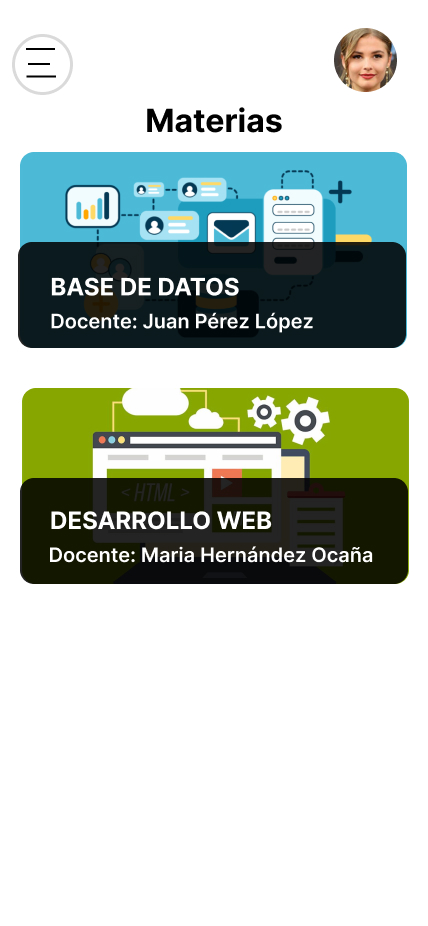 Materias
BASE DE DATOS
Docente: Juan Pérez López
< HTML >
DESARROLLO WEB
Docente: Maria Hernández Ocaña